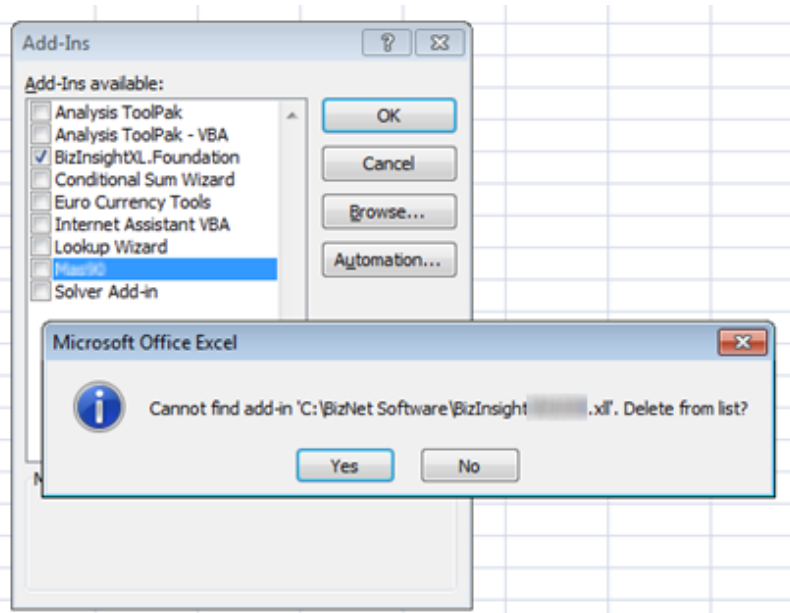 Add-Ins
Add-Ins available:
Analysis ToolPak
Analysis ToolPak - VBA
BizInsightXL.Foundation
Conditional Sum Wizard
Euro Currency Tools
Internet Assistant VBA
Lookup Wizard
Mas90
Solver Add-in
OK
Cancel
Browse...
Automation...
Microsoft Office Excel
Cannot find add-in 'C:\BizNet Software\BizInsight .xll'. Delete from list?
Yes
No